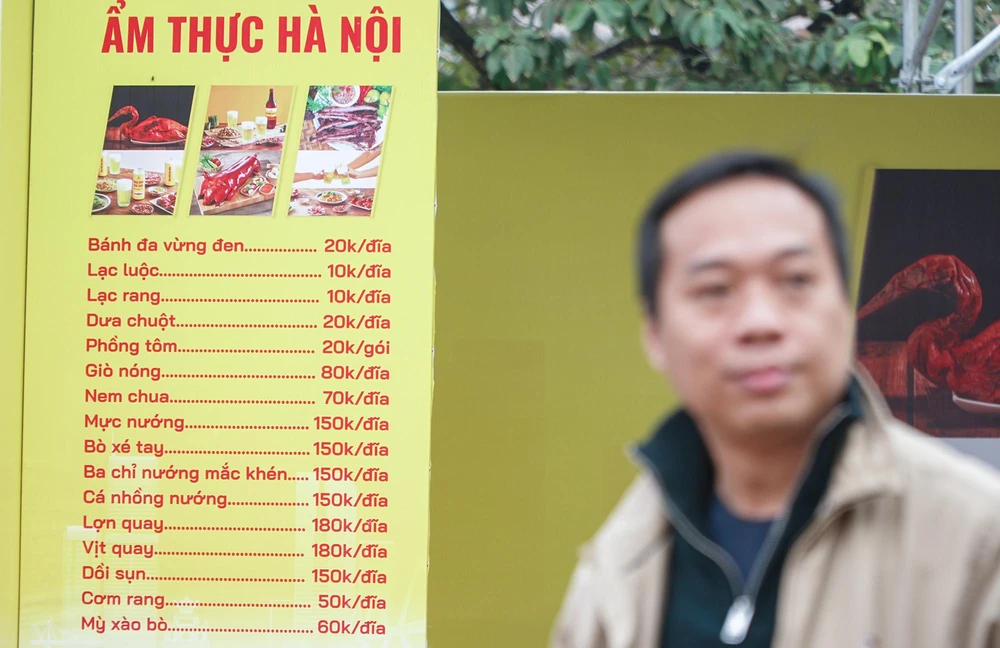 ẨM THỰC HÀ NỘI
Bánh đa vừng đen................. 20k/đĩa
Lạc luộc...................................... 10k/đĩa
Lạc rang..................................... 10k/đĩa
Dưa chuột................................. 20k/đĩa
Phồng tôm................................ 20k/gói
Giò nóng.................................... 80k/đĩa
Nem chua.................................. 70k/đĩa
Mực nướng............................. 150k/đĩa
Bò xé tay................................... 150k/đĩa
Ba chỉ nướng mắc khén..... 150k/đĩa
Cá nhồng nướng................... 150k/đĩa
Lợn quay................................. 180k/đĩa
Vịt quay................................... 180k/đĩa
Dồi sụn..................................... 150k/đĩa
Cơm rang.................................. 50k/đĩa
Mỳ xào bò.................................. 60k/đĩa